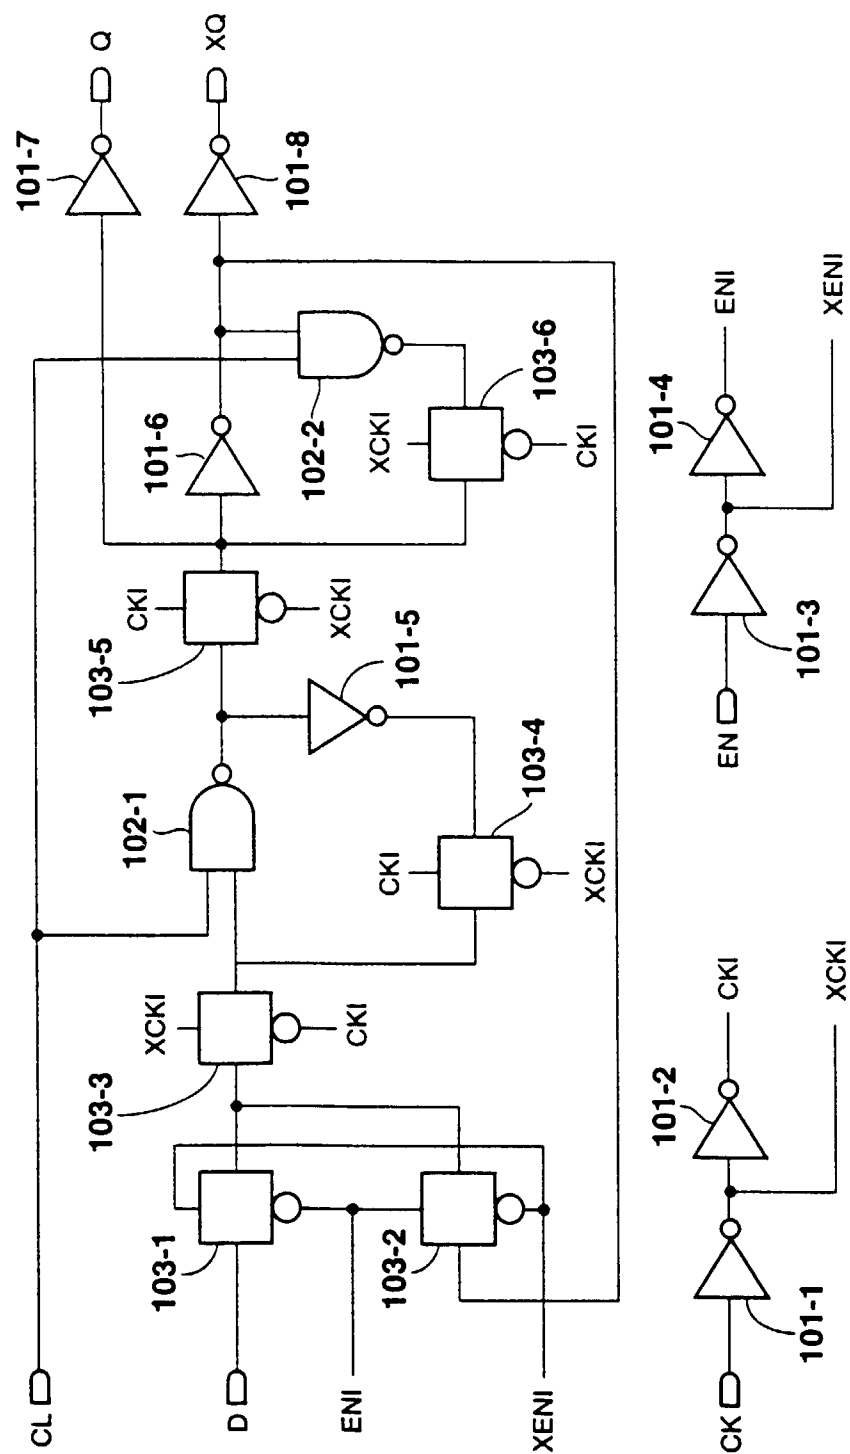 CL
D
ENI
XENI
103-1
103-2
103-3
XCKI
CKI
102-1
CKI
XCKI
103-4
101-5
103-5
CKI
XCKI
101-6
102-2
XCKI
CKI
103-6
101-7
Q
101-8
XQ
CK
101-1
101-2
CKI
XCKI
EN
101-3
101-4
ENI
XENI